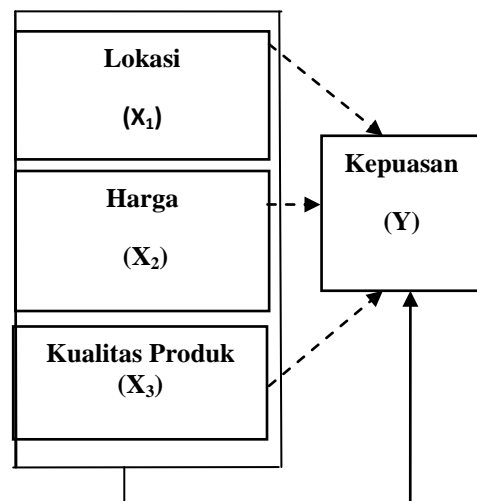 Lokasi
(X₁)
Harga
(X₂)
Kualitas Produk
(X₃)
Kepuasan
(Y)